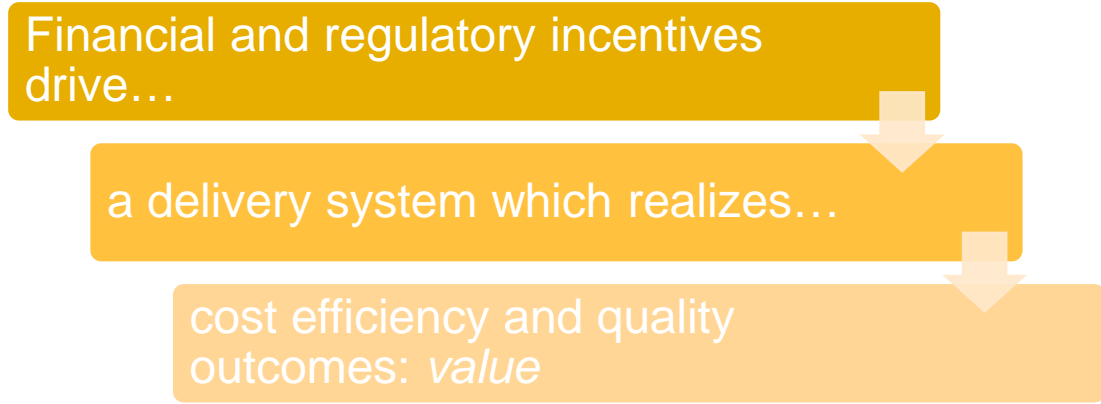 Financial and regulatory incentives
drive…
a delivery system which realizes…
cost efficiency and quality
outcomes: value